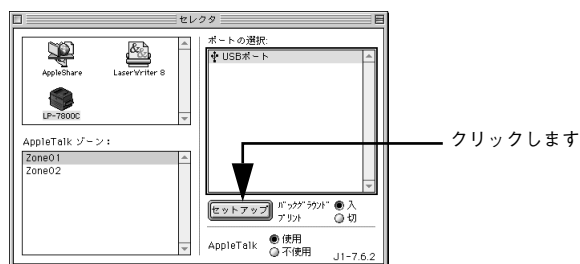 セレクタ
AppleShare
LaserWriter 8
LP-7800C
AppleTalk ゾーン：
Zone01
Zone02
ポートの選択:
USBポート
セットアップ
バックグラウンド
プリント
入
切
AppleTalk
使用
不使用
J1-7.6.2
クリックします